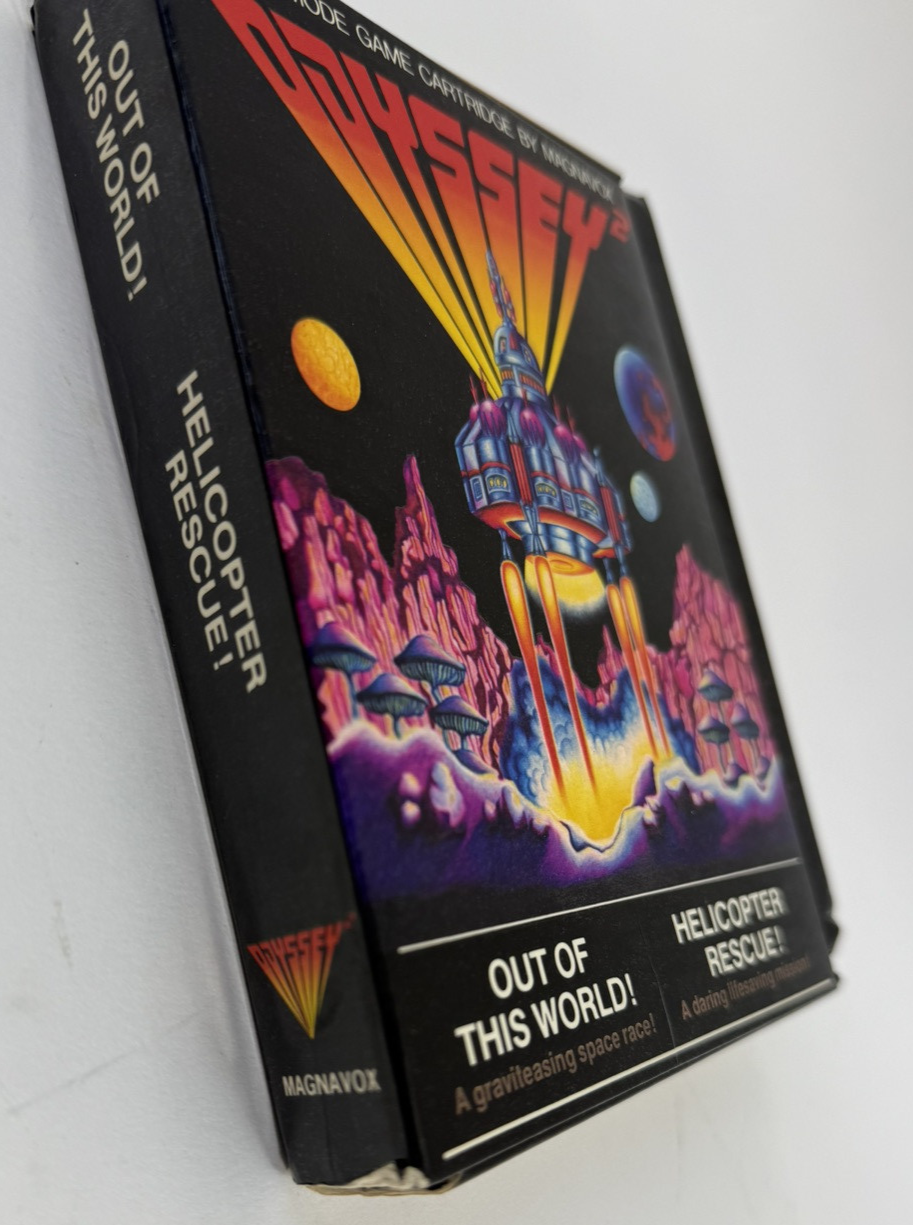 OUT OF
THIS WORLD!
HELICOPTER
RESCUE!
ODYSSEY
MAGNAVOX
MODE GAME CARTRIDGE BY MAGNAVOX
ODYSSEY²
OUT OF
THIS WORLD!
A graviteasing space race!
HELICOPTER
RESCUE!
A daring lifesaving mission!